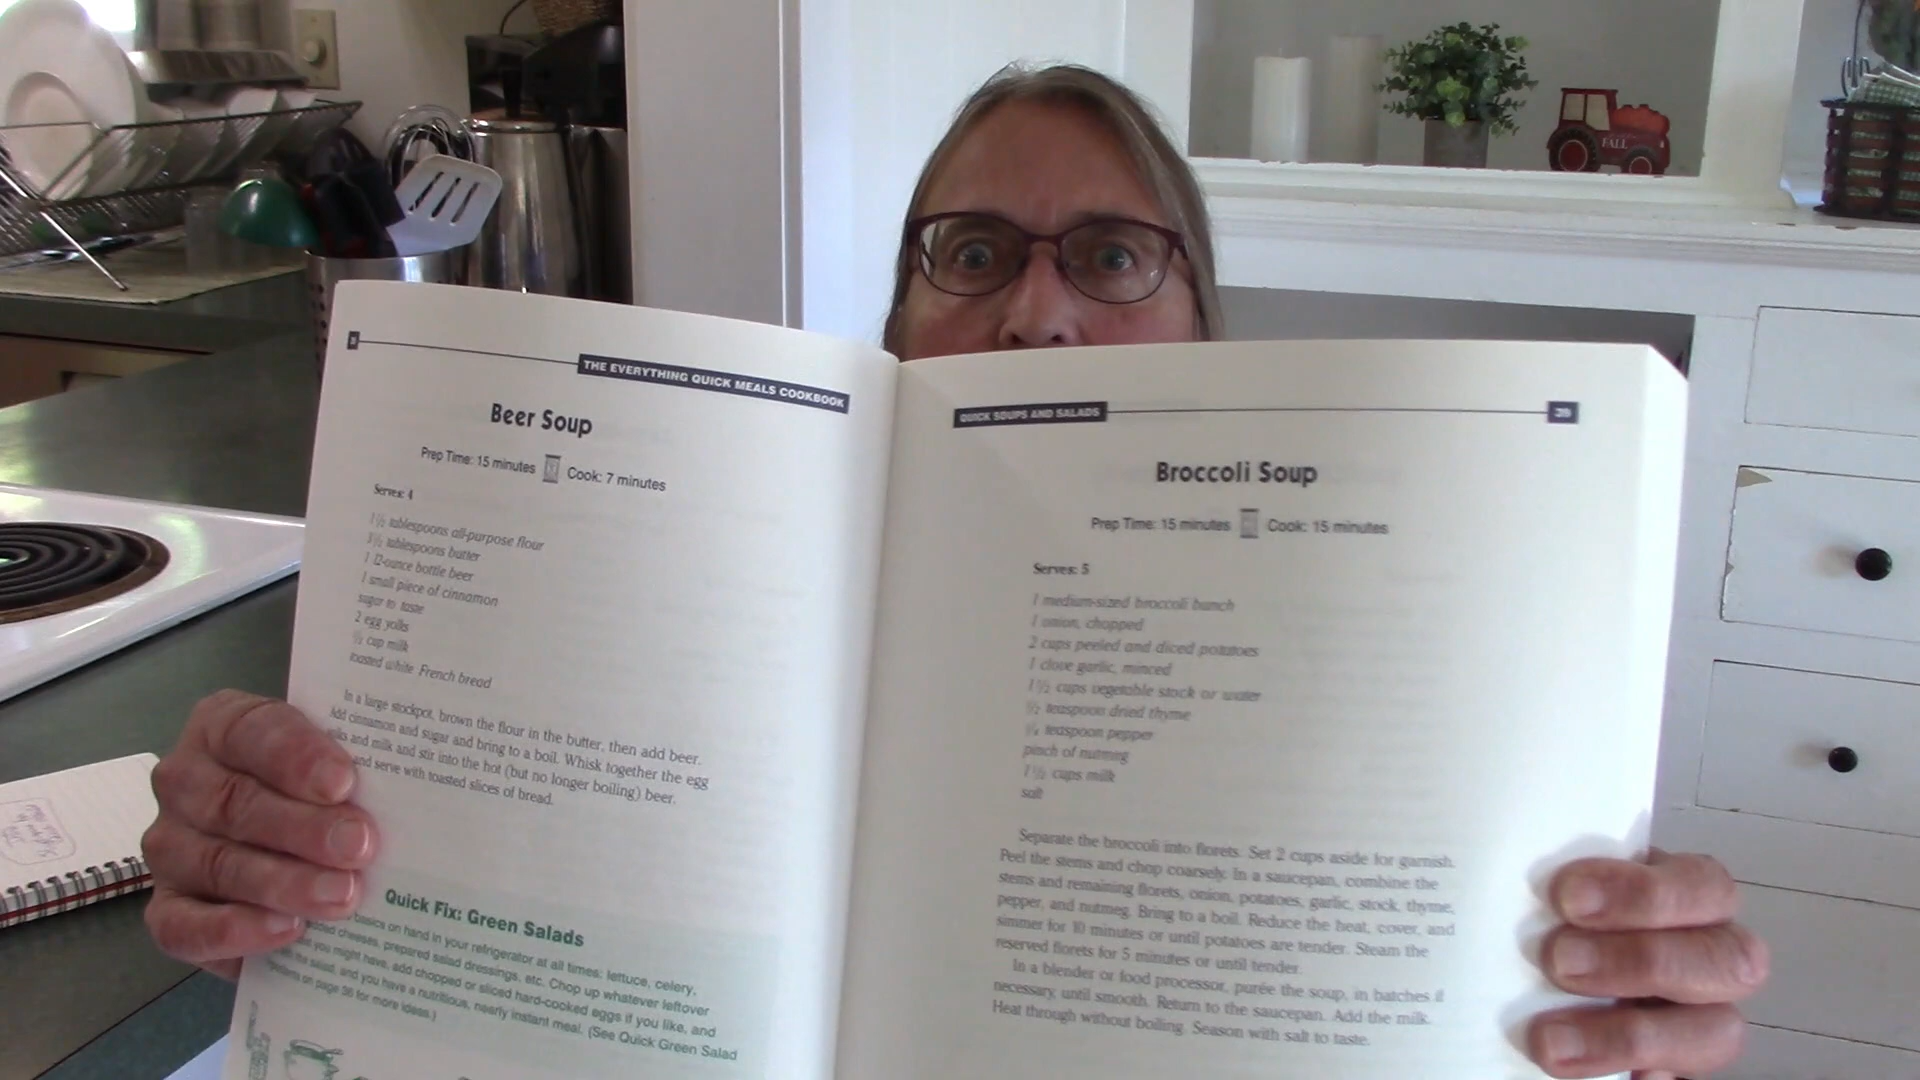 THE EVERYTHING QUICK MEALS COOKBOOK
Beer Soup
Prep Time: 15 minutes Cook: 7 minutes
Serves: 4
1 ½ tablespoons all-purpose flour
3 ½ tablespoons butter
1 12-ounce bottle beer
1 small piece of cinnamon
sugar to taste
2 egg yolks
½ cup milk
toasted white French bread
In a large stockpot, brown the flour in the butter, then add beer.
Add cinnamon and sugar and bring to a boil. Whisk together the egg
yolks and milk and stir into the hot (but no longer boiling) beer.
and serve with toasted slices of bread.
Quick Fix: Green Salads
basics on hand in your refrigerator at all times: lettuce, celery,
cheeses, prepared salad dressings, etc. Chop up whatever leftover
you might have, add chopped or sliced hard-cooked eggs if you like, and
the salad, and you have a nutritious, nearly instant meal. (See Quick Green Salad
on page 36 for more ideas.)
QUICK SOUPS AND SALADS 39
Broccoli Soup
Prep Time: 15 minutes Cook: 15 minutes
Serves: 5
1 medium-sized broccoli bunch
1 onion, chopped
2 cups peeled and diced potatoes
1 clove garlic, minced
1 ½ cups vegetable stock or water
½ teaspoon dried thyme
¼ teaspoon pepper
pinch of nutmeg
1 ½ cups milk
salt
Separate the broccoli into florets. Set 2 cups aside for garnish.
Peel the stems and chop coarsely. In a saucepan, combine the
stems and remaining florets, onion, potatoes, garlic, stock, thyme,
pepper, and nutmeg. Bring to a boil. Reduce the heat, cover, and
simmer for 10 minutes or until potatoes are tender. Steam the
reserved florets for 5 minutes or until tender.
In a blender or food processor, purée the soup, in batches if
necessary, until smooth. Return to the saucepan. Add the milk.
Heat through without boiling. Season with salt to taste.
FALL